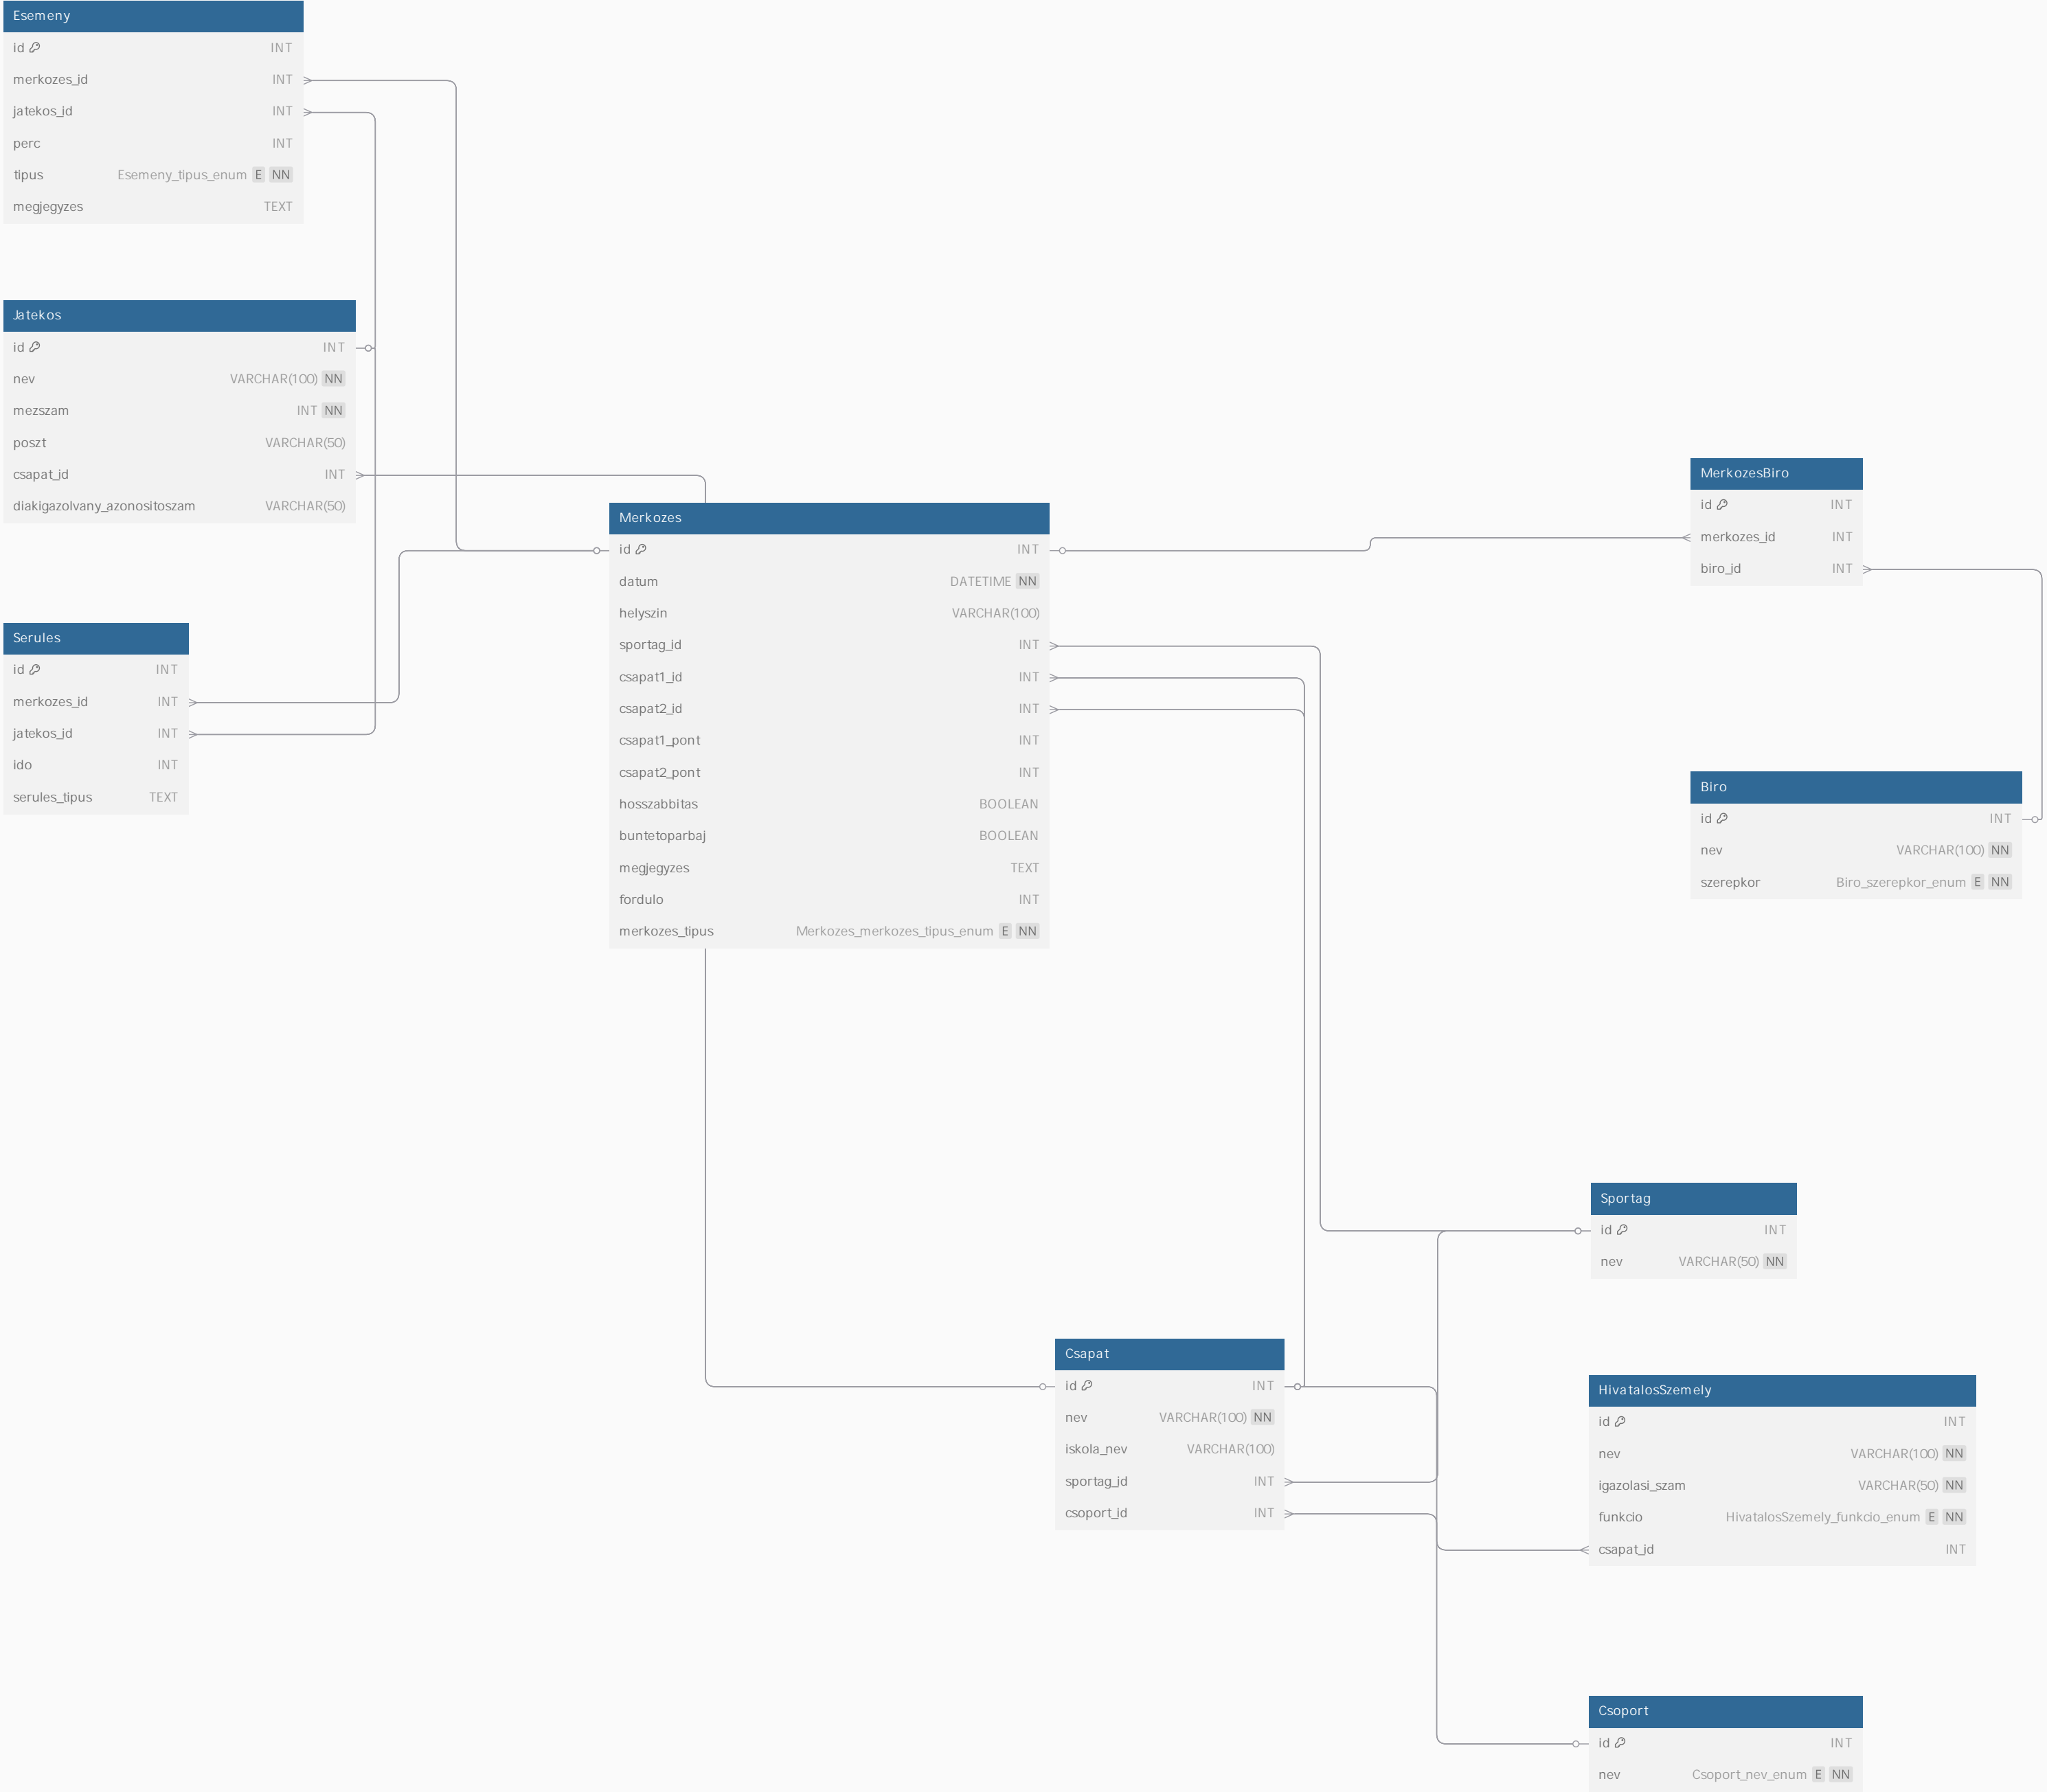 Esemeny
id INT
merkozes_id INT
jatekos_id INT
perc INT
tipus Esemeny_tipus_enum E NN
megjegyzes TEXT
Jatekos
id INT
nev VARCHAR(100) NN
mezszam INT NN
poszt VARCHAR(50)
csapat_id INT
diakigazolvany_azonositoszam VARCHAR(50)
Serules
id INT
merkozes_id INT
jatekos_id INT
ido INT
serules_tipus TEXT
Merkozes
id INT
datum DATETIME NN
helyszin VARCHAR(100)
sportag_id INT
csapat1_id INT
csapat2_id INT
csapat1_pont INT
csapat2_pont INT
hosszabbitas BOOLEAN
buntetoparbaj BOOLEAN
megjegyzes TEXT
fordulo INT
merkozes_tipus Merkozes_merkozes_tipus_enum E NN
MerkozesBiro
id INT
merkozes_id INT
biro_id INT
Biro
id INT
nev VARCHAR(100) NN
szerepkor Biro_szerepkor_enum E NN
Sportag
id INT
nev VARCHAR(50) NN
Csapat
id INT
nev VARCHAR(100) NN
iskola_nev VARCHAR(100)
sportag_id INT
csoport_id INT
HivatalosSzemely
id INT
nev VARCHAR(100) NN
igazolasi_szam VARCHAR(50) NN
funkcio HivatalosSzemely_funkcio_enum E NN
csapat_id INT
Csoport
id INT
nev Csoport_nev_enum E NN